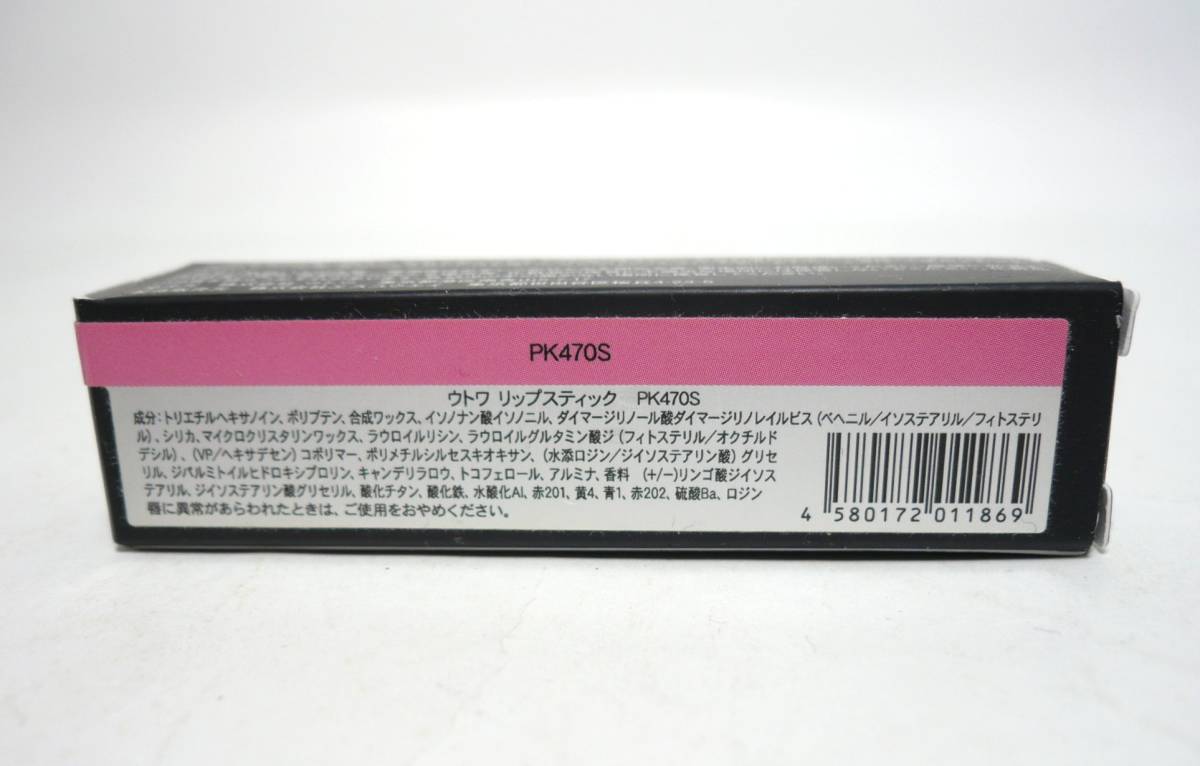 PK470S
ウトワ リップスティック PK470S
成分：トリエチルヘキサノイン、ポリブテン、合成ワックス、イソノナン酸イソノニル、ダイマージリノール酸ダイマージリノレイルビス（ベヘニル／イソステアリル／フィトステリ
ル）、シリカ、マイクロクリスタリンワックス、ラウロイルリシン、ラウロイルグルタミン酸ジ（フィトステリル／オクチルド
デシル）、（VP／ヘキサデセン）コポリマー、ポリメチルシルセスキオキサン、（水添ロジン／ジイソステアリン酸）グリセ
リル、ジパルミトイルヒドロキシプロリン、キャンデリラロウ、トコフェロール、アルミナ、香料 （+/−）リンゴ酸ジイソス
テアリル、ジイソステアリン酸グリセリル、酸化チタン、酸化鉄、水酸化Al、赤201、黄4、青1、赤202、硫酸Ba、ロジン
唇に異常があらわれたときは、ご使用をおやめください。
4 580172 011869